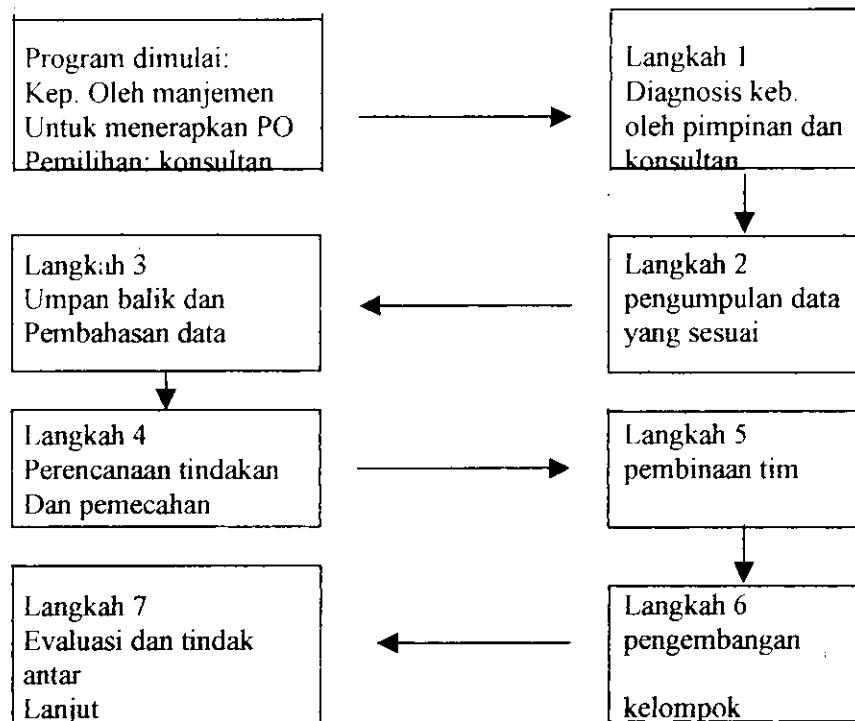 Program dimulai:
Kep. Oleh manjemen
Untuk menerapkan PO
Pemilihan: konsultan
Langkah 1
Diagnosis keb.
oleh pimpinan dan
konsultan
Langkah 2
pengumpulan data
yang sesuai
Langkah 3
Umpan balik dan
Pembahasan data
Langkah 4
Perencanaan tindakan
Dan pemecahan
Langkah 5
pembinaan tim
Langkah 6
pengembangan
kelompok
Langkah 7
Evaluasi dan tindak
antar
Lanjut